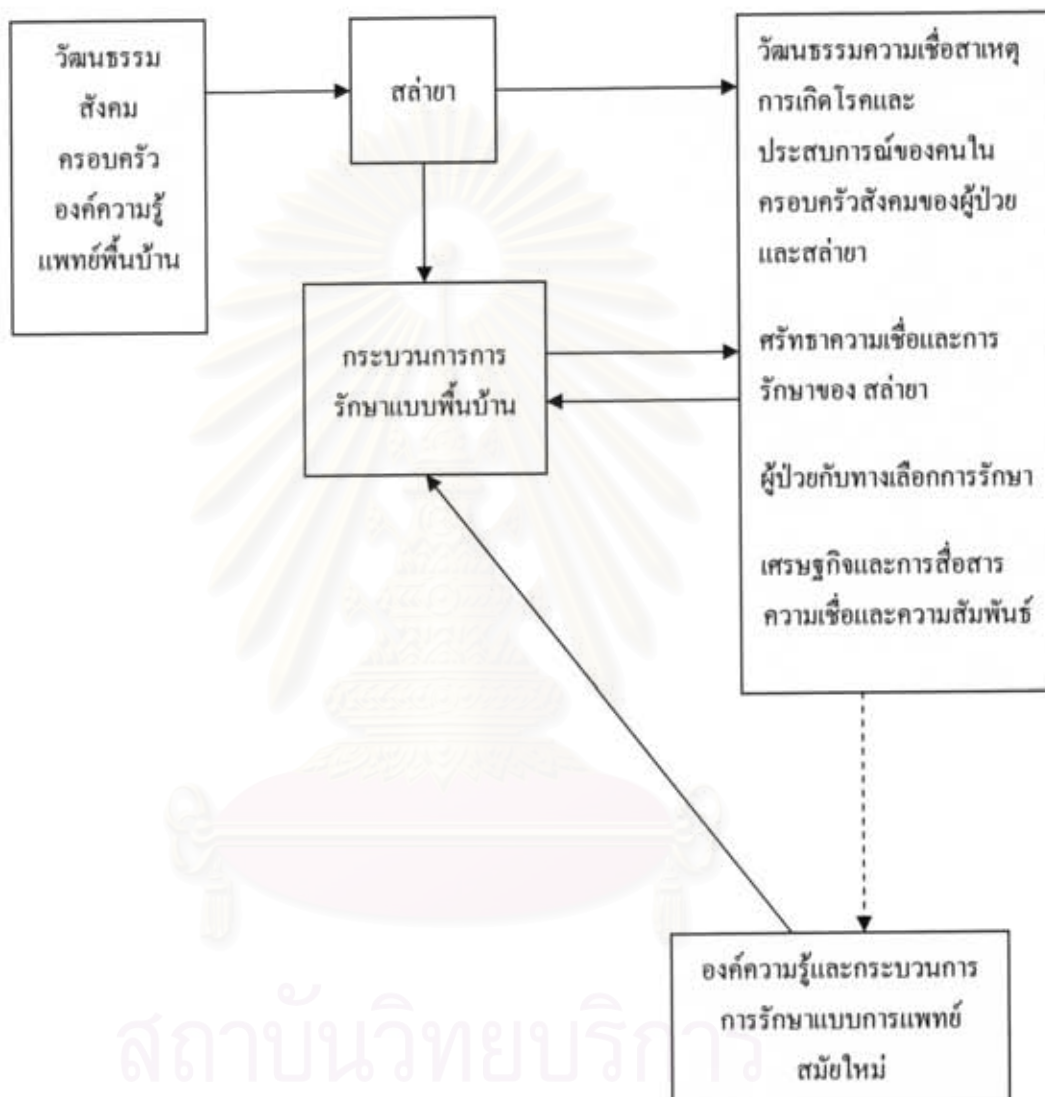 วัฒนธรรม
สังคม
ครอบครัว
องค์ความรู้
แพทย์พื้นบ้าน
สล่ายา
วัฒนธรรมความเชื่อสาเหตุ
การเกิดโรคและ
ประสบการณ์ของคนใน
ครอบครัวสังคมของผู้ป่วย
และสล่ายา
ศรัทธาความเชื่อและการ
รักษาของ สล่ายา
ผู้ป่วยกับทางเลือกการรักษา
เศรษฐกิจและการสื่อสาร
ความเชื่อและความสัมพันธ์
กระบวนการการ
รักษาแบบพื้นบ้าน
องค์ความรู้และกระบวนการ
การรักษาแบบการแพทย์
สมัยใหม่
สถาบันวิทยบริการ